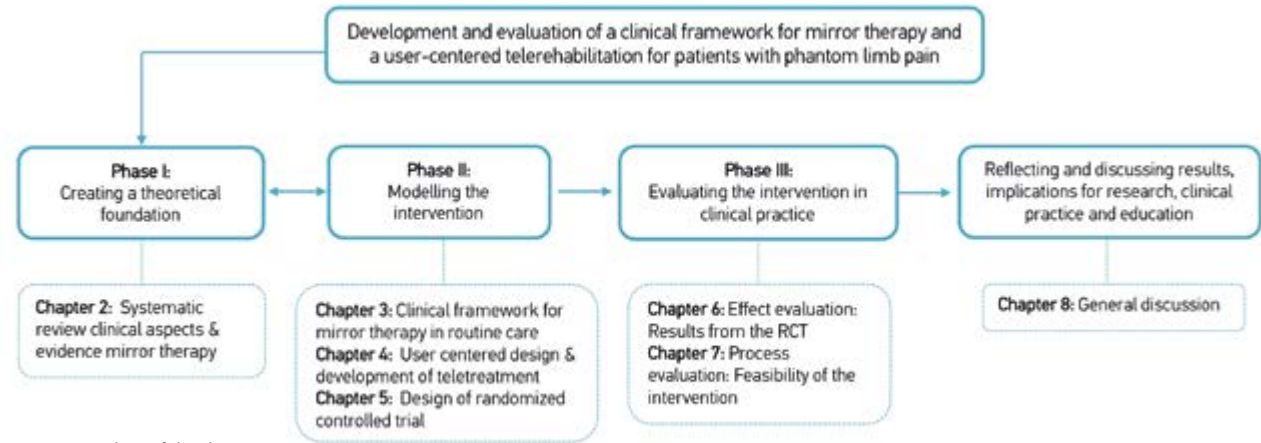 Development and evaluation of a clinical framework for mirror therapy and
a user-centered telerehabilitation for patients with phantom limb pain
Phase I:
Creating a theoretical
foundation
Phase II:
Modelling the
intervention
Phase III:
Evaluating the intervention in
clinical practice
Reflecting and discussing results,
implications for research, clinical
practice and education
Chapter 2: Systematic
review clinical aspects &
evidence mirror therapy
Chapter 3: Clinical framework for
mirror therapy in routine care
Chapter 4: User centered design &
development of teletreatment
Chapter 5: Design of randomized
controlled trial
Chapter 6: Effect evaluation:
Results from the RCT
Chapter 7: Process
evaluation: Feasibility of the
intervention
Chapter 8: General discussion